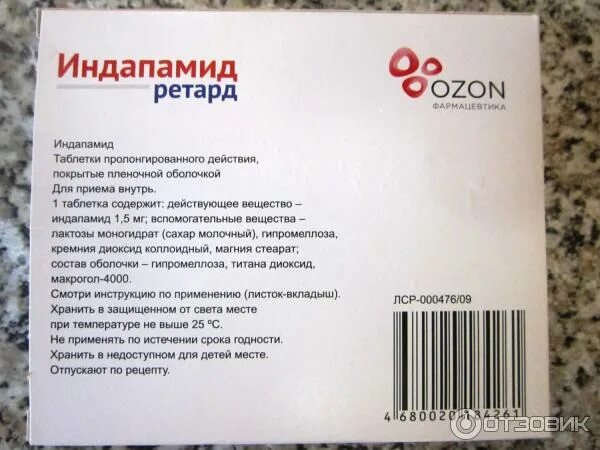 Индапамид
ретард
OZON
ФАРМАЦЕВТИКА
Индапамид
Таблетки пролонгированного действия,
покрытые пленочной оболочкой
Для приема внутрь.
1 таблетка содержит: действующее вещество –
индапамид 1,5 мг; вспомогательные вещества –
лактозы моногидрат (сахар молочный), гипромеллоза,
кремния диоксид коллоидный, магния стеарат;
состав оболочки – гипромеллоза, титана диоксид,
макрогол-4000.
Смотри инструкцию по применению (листок-вкладыш).
Хранить в защищенном от света месте
при температуре не выше 25 ºС.
Не применять по истечении срока годности.
Хранить в недоступном для детей месте.
Отпускают по рецепту.
ЛСР-000476/09
4 680020 184261
ОТЗОВИК